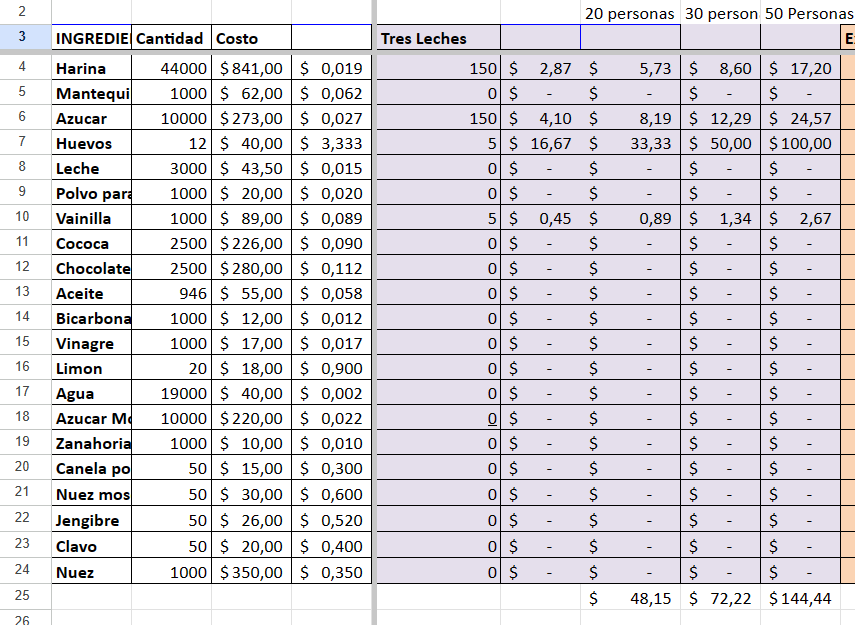 2 20 personas 30 person 50 Personas
3 INGREDIE Cantidad Costo Tres Leches E
4 Harina 44000 $ 841,00 $ 0,019 150 $ 2,87 $ 5,73 $ 8,60 $ 17,20
5 Mantequi 1000 $ 62,00 $ 0,062 0 $ - $ - $ - $ -
6 Azucar 10000 $ 273,00 $ 0,027 150 $ 4,10 $ 8,19 $ 12,29 $ 24,57
7 Huevos 12 $ 40,00 $ 3,333 5 $ 16,67 $ 33,33 $ 50,00 $ 100,00
8 Leche 3000 $ 43,50 $ 0,015 0 $ - $ - $ - $ -
9 Polvo para 1000 $ 20,00 $ 0,020 0 $ - $ - $ - $ -
10 Vainilla 1000 $ 89,00 $ 0,089 5 $ 0,45 $ 0,89 $ 1,34 $ 2,67
11 Cococa 2500 $ 226,00 $ 0,090 0 $ - $ - $ - $ -
12 Chocolate 2500 $ 280,00 $ 0,112 0 $ - $ - $ - $ -
13 Aceite 946 $ 55,00 $ 0,058 0 $ - $ - $ - $ -
14 Bicarbona 1000 $ 12,00 $ 0,012 0 $ - $ - $ - $ -
15 Vinagre 1000 $ 17,00 $ 0,017 0 $ - $ - $ - $ -
16 Limon 20 $ 18,00 $ 0,900 0 $ - $ - $ - $ -
17 Agua 19000 $ 40,00 $ 0,002 0 $ - $ - $ - $ -
18 Azucar Mo 10000 $ 220,00 $ 0,022 0 $ - $ - $ - $ -
19 Zanahoria 1000 $ 10,00 $ 0,010 0 $ - $ - $ - $ -
20 Canela po 50 $ 15,00 $ 0,300 0 $ - $ - $ - $ -
21 Nuez mos 50 $ 30,00 $ 0,600 0 $ - $ - $ - $ -
22 Jengibre 50 $ 26,00 $ 0,520 0 $ - $ - $ - $ -
23 Clavo 50 $ 20,00 $ 0,400 0 $ - $ - $ - $ -
24 Nuez 1000 $ 350,00 $ 0,350 0 $ - $ - $ - $ -
25 $ 48,15 $ 72,22 $ 144,44
26